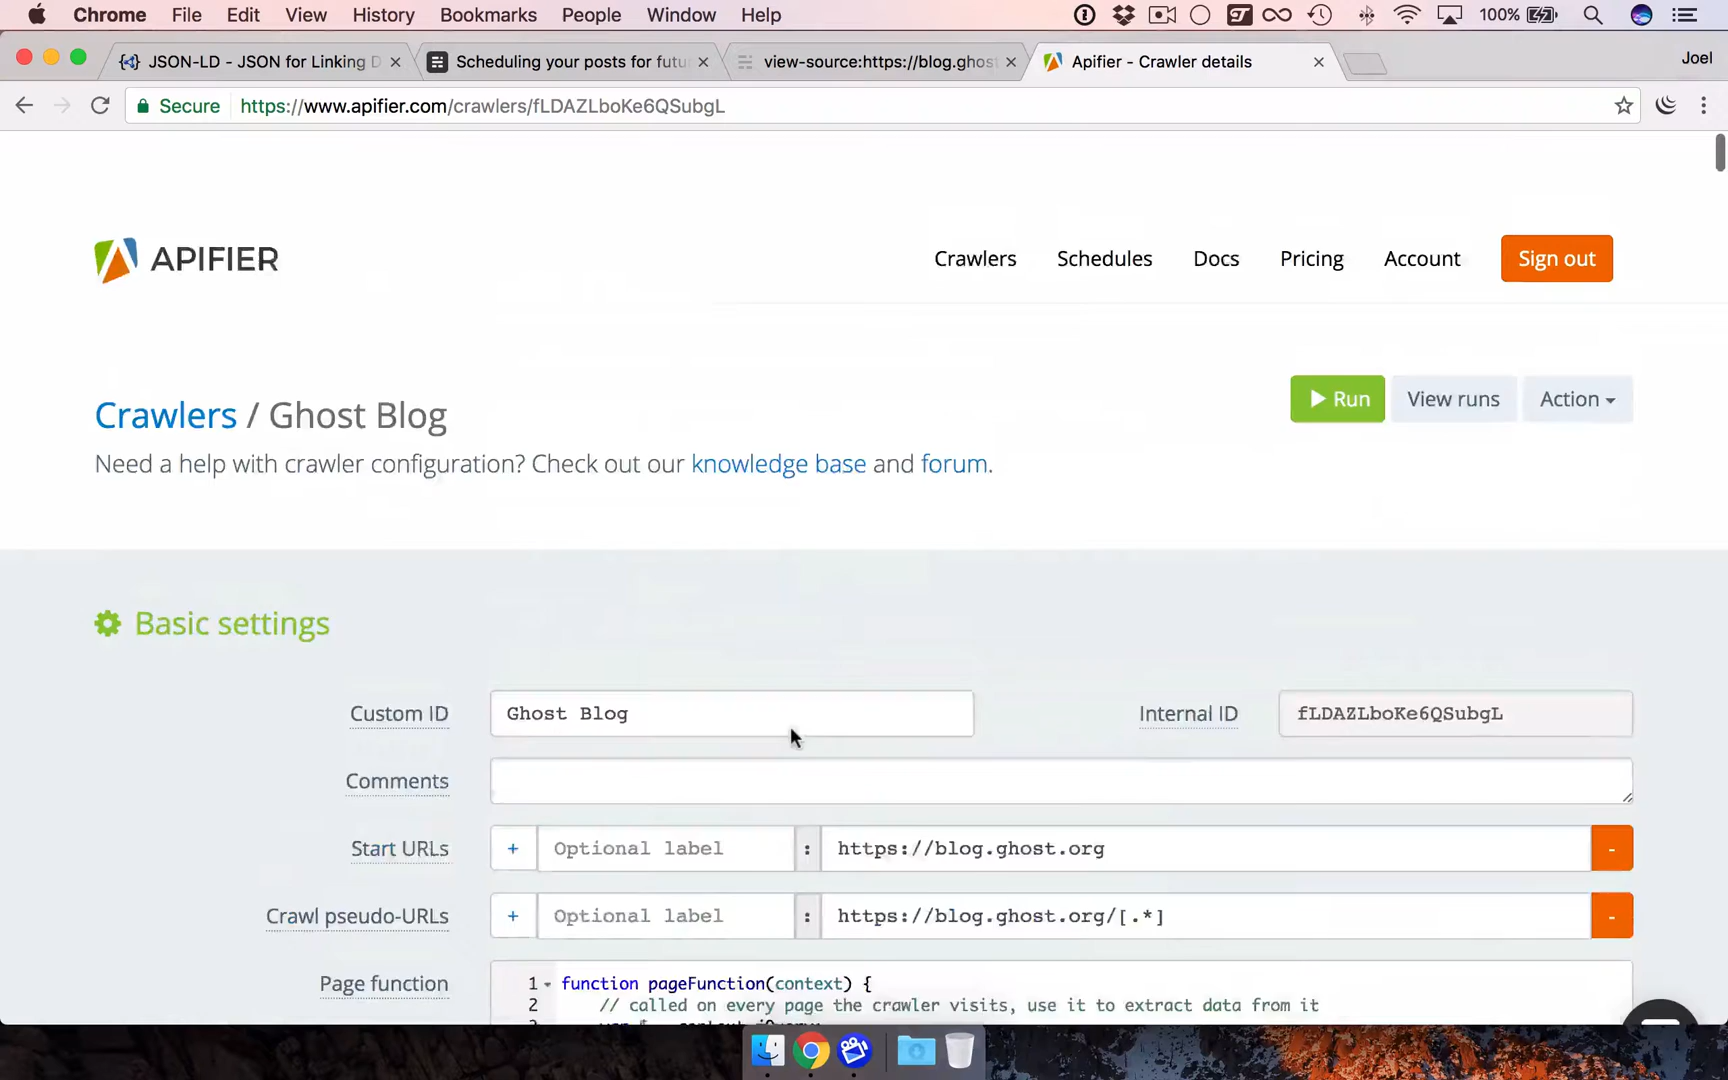 Chrome File Edit View History Bookmarks People Window Help 100%
JSON-LD - JSON for Linking D Scheduling your posts for futu view-source:https://blog.ghost Apifier - Crawler details Joel
Secure https://www.apifier.com/crawlers/fLDAZLboKe6QSubgL
APIFIER Crawlers Schedules Docs Pricing Account Sign out
Crawlers / Ghost Blog Run View runs Action
Need a help with crawler configuration? Check out our knowledge base and forum.
Basic settings
Custom ID Ghost Blog Internal ID fLDAZLboKe6QSubgL
Comments
Start URLs + Optional label : https://blog.ghost.org -
Crawl pseudo-URLs + Optional label : https://blog.ghost.org/[.*] -
Page function 1 function pageFunction(context) {
2 // called on every page the crawler visits, use it to extract data from it